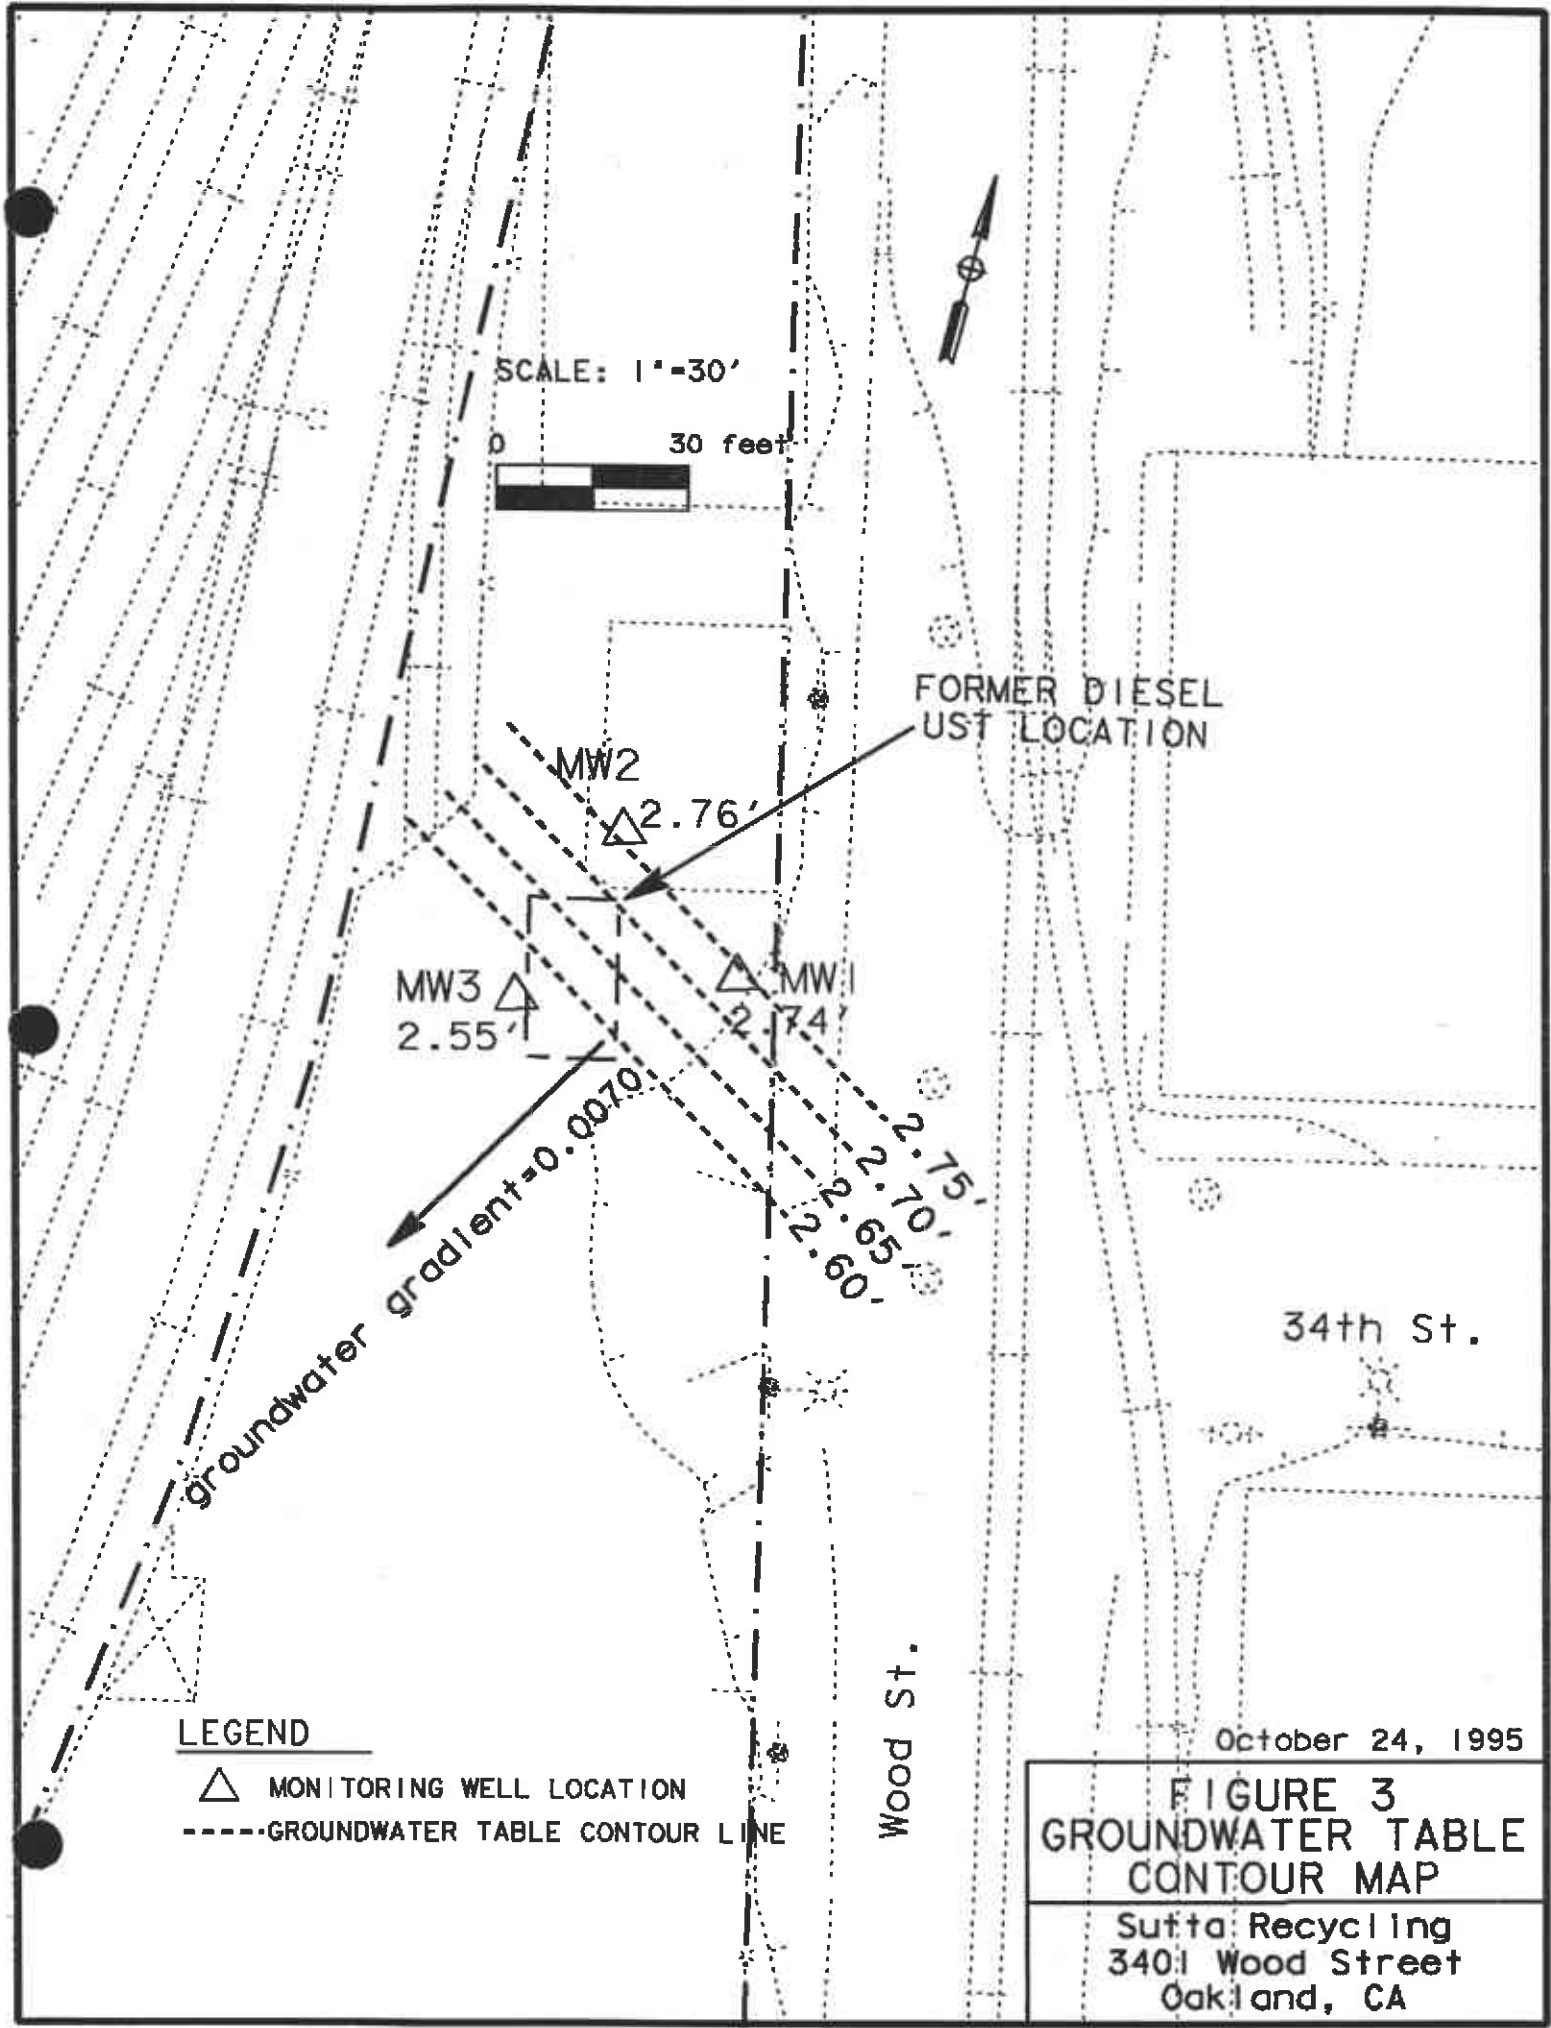 SCALE: 1"=30'
0 30 feet
FORMER DIESEL
UST LOCATION
MW2
2.76'
MW3
2.55'
MW1
2.74'
groundwater gradient=0.0070
2.75'
2.70'
2.65'
2.60'
34th St.
Wood St.
LEGEND
MONITORING WELL LOCATION
GROUNDWATER TABLE CONTOUR LINE
October 24, 1995
FIGURE 3
GROUNDWATER TABLE
CONTOUR MAP
Sutta Recycling
3401 Wood Street
Oakland, CA